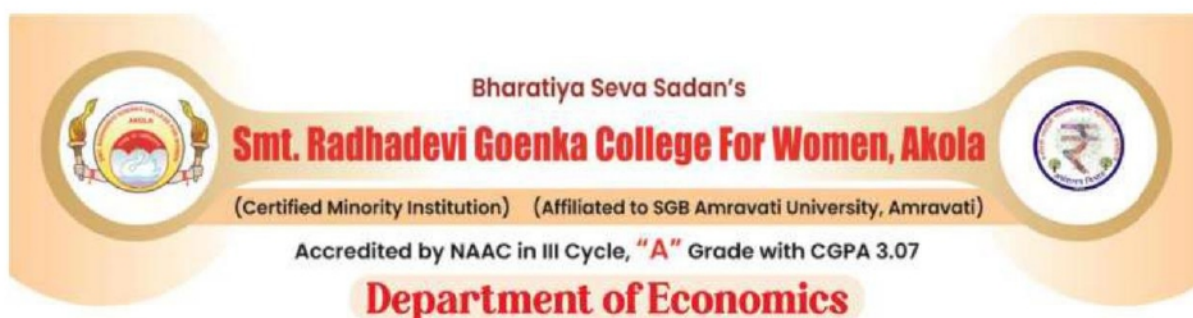 Bharatiya Seva Sadan's
Smt. Radhadevi Goenka College For Women, Akola
(Certified Minority Institution) (Affiliated to SGB Amravati University, Amravati)
Accredited by NAAC in III Cycle, "A" Grade with CGPA 3.07
Department of Economics